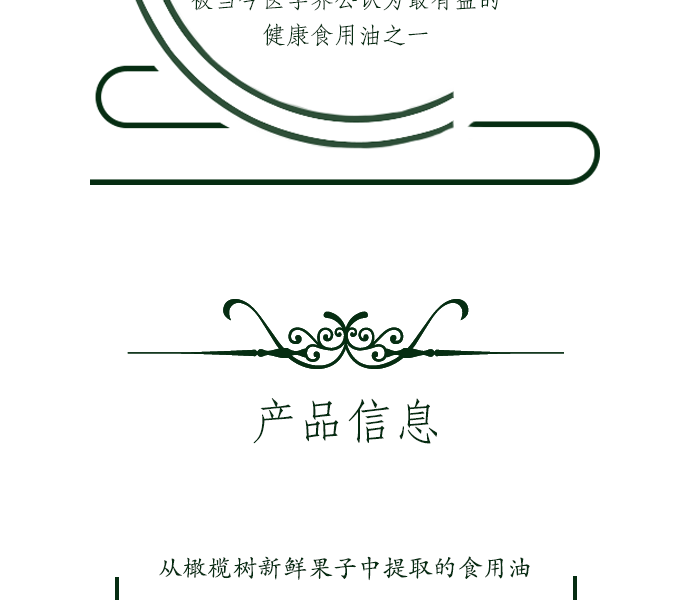 被当今医学界公认为最有益的
健康食用油之一
产品信息
从橄榄树新鲜果子中提取的食用油